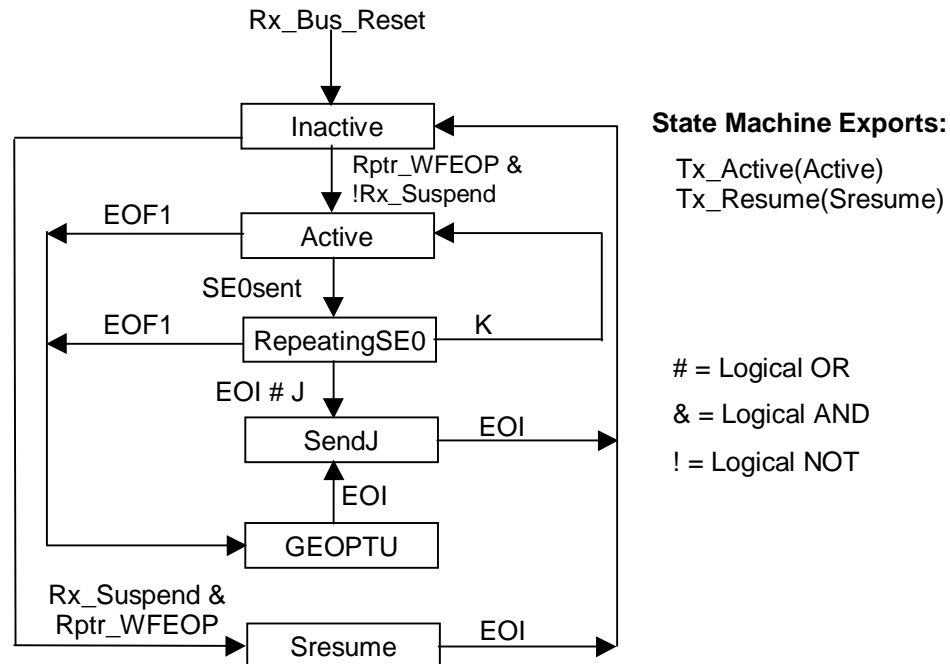 Rx_Bus_Reset
Inactive
State Machine Exports:
Rptr_WFEOP &
!Rx_Suspend
Tx_Active(Active)
Tx_Resume(Sresume)
EOF1
Active
SE0sent
EOF1
RepeatingSE0
K
EOI # J
# = Logical OR
& = Logical AND
! = Logical NOT
SendJ
EOI
EOI
GEOPTU
Rx_Suspend &
Rptr_WFEOP
Sresume
EOI